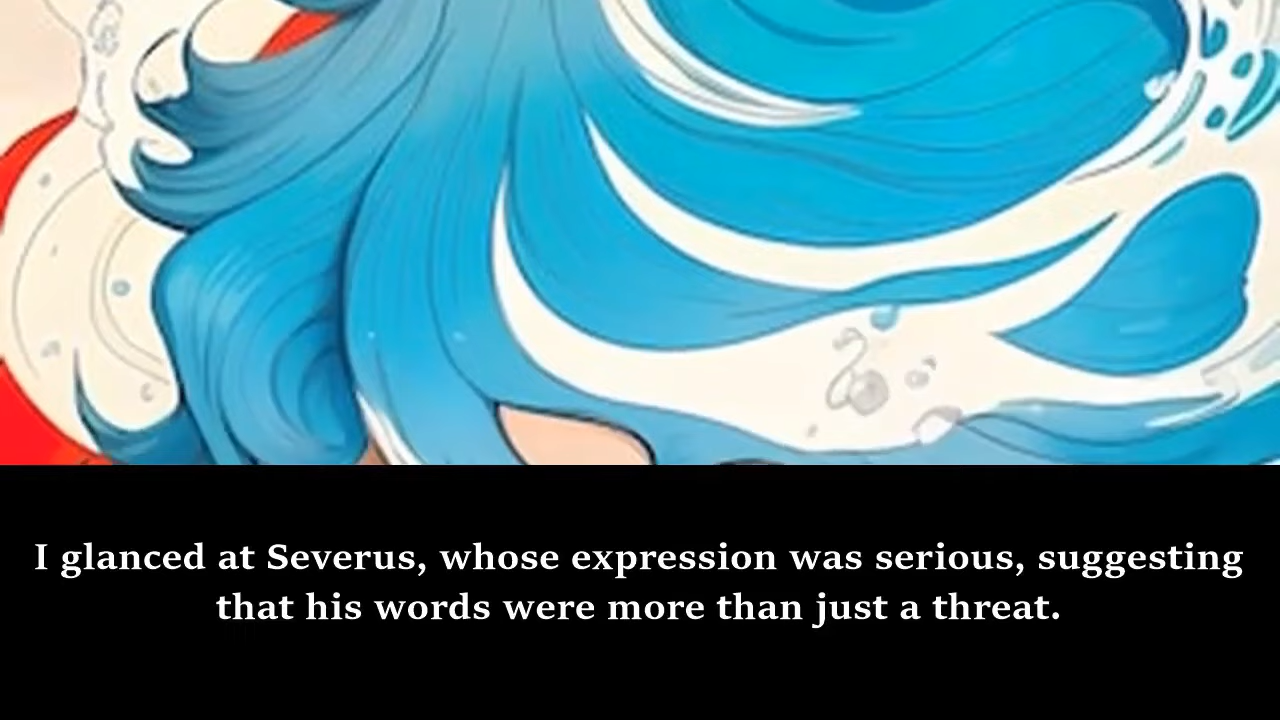 I glanced at Severus, whose expression was serious, suggesting
that his words were more than just a threat.